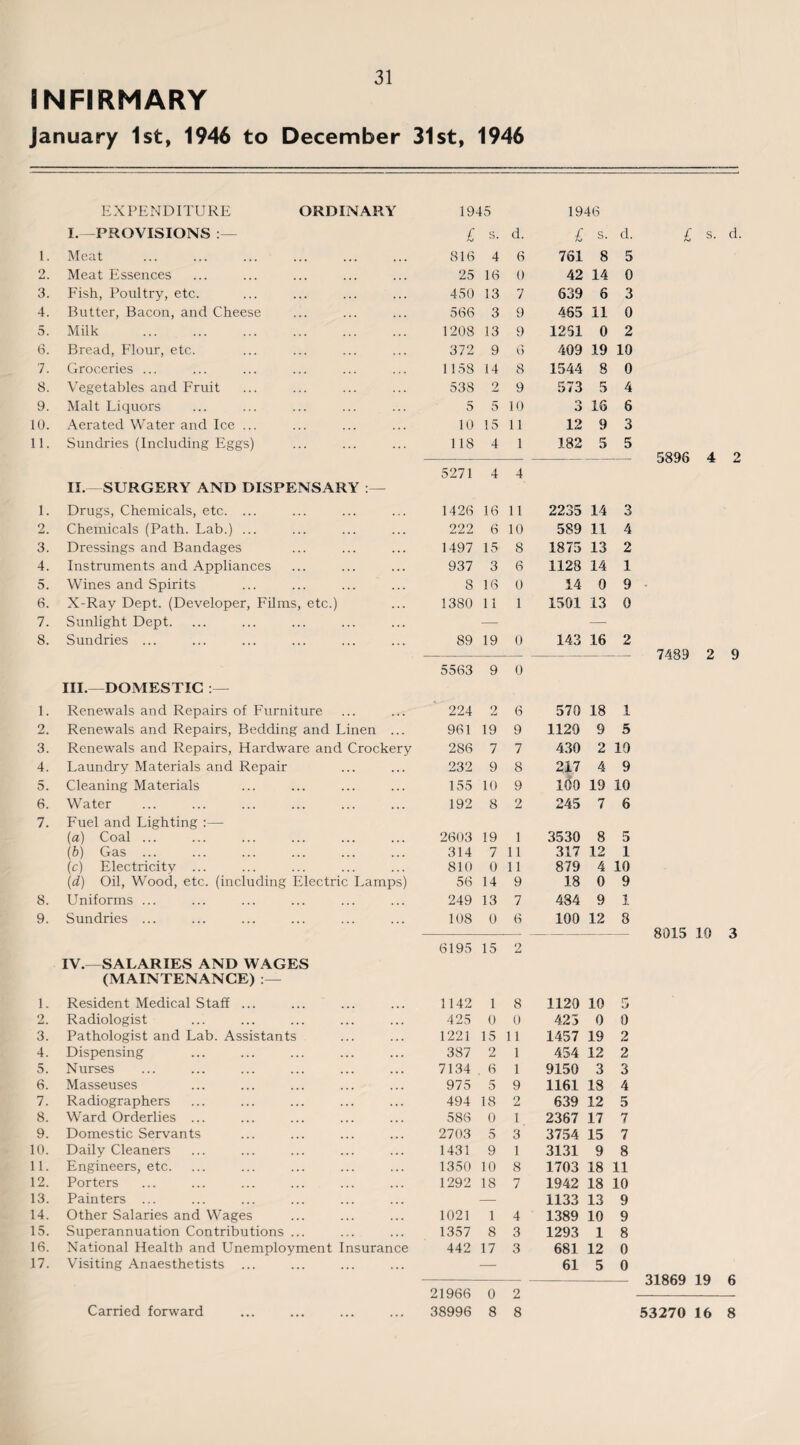 31
INFIRMARY
January 1st, 1946 to December 31st, 1946
EXPENDITURE ORDINARY 1945 1946
I.—PROVISIONS :— £ s. d. £ s. d. £ s. d.
1. Meat ... ... ... ... ... ... 816 4 6 761 8 5
2. Meat Essences ... ... ... ... ... 25 16 0 42 14 0
3. Fish, Poultry, etc. ... ... ... ... 450 13 7 639 6 3
4. Butter, Bacon, and Cheese ... ... ... 566 3 9 465 11 0
5. Milk ... ... ... ... ... ... 1208 13 9 1251 0 2
6. Bread, Flour, etc. ... ... ... ... 372 9 6 409 19 10
7. Groceries ... ... ... ... ... ... 1158 14 8 1544 8 0
8. Vegetables and Fruit ... ... ... ... 538 2 9 573 5 4
9. Malt Liquors ... ... ... ... ... 5 5 10 3 16 6
10. Aerated Water and Ice ... ... ... ... 10 15 11 12 9 3
11. Sundries (Including Eggs) ... ... ... 118 4 1 182 5 5
5896 4 2
5271 4 4
II.—SURGERY AND DISPENSARY :—
1. Drugs, Chemicals, etc. ... ... ... ... 1426 16 11 2235 14 3
2. Chemicals (Path. Lab.) ... ... ... ... 222 6 10 589 11 4
3. Dressings and Bandages ... ... ... 1497 15 8 1875 13 2
4. Instruments and Appliances ... ... ... 937 3 6 1128 14 1
5. Wines and Spirits ... ... ... ... 8 16 0 14 0 9
6. X-Ray Dept. (Developer, Films, etc.) ... 1380 11 1 1501 13 0
7. Sunlight Dept. ... ... ... ... ... — —
8. Sundries ... ... ... ... ... ... 89 19 0 143 16 2
7489 2 9
5563 9 0
III.—DOMESTIC :—
1. Renewals and Repairs of Furniture ... ... 224 2 6 570 18 1
2. Renewals and Repairs, Bedding and Linen ... 961 19 9 1120 9 5
3. Renewals and Repairs, Hardware and Crockery 286 7 7 430 2 10
4. Laundry Materials and Repair ... ... 232 9 8 217 4 9
5. Cleaning Materials ... ... ... ... 155 10 9 100 19 10
6. Water ... ... ... ... ... ... 192 8 2 245 7 6
7. Fuel and Lighting :—
(a) Coal ... ... ... ... ... ... 2603 19 1 3530 8 5
(b) Gas ... ... ... ... ... ... 314 7 11 317 12 1
(c) Electricity ... ... ... ... ... 810 0 11 879 4 10
(d) Oil, Wood, etc. (including Electric Lamps) 56 14 9 18 0 9
8. Uniforms ... ... ... ... ... ... 249 13 7 484 9 1
9. Sundries ... ... ... ... ... ... 108 0 6 100 12 8
8015 10 3
6195 15 2
IV.—SALARIES AND WAGES
(MAINTENANCE) :—
1. Resident Medical Staff ... ... ... ... 1142 1 8 1120 10 5
2. Radiologist ... ... ... ... ... 425 0 0 425 0 0
3. Pathologist and Lab. Assistants ... ... 1221 15 11 1457 19 2
4. Dispensing ... ... ... ... ... 387 2 1 454 12 2
5. Nurses ... ... ... ... ... ... 7134 6 1 9150 3 3
6. Masseuses ... ... ... ... ... 975 5 9 1161 18 4
7. Radiographers ... ... ... ... ... 494 18 2 639 12 5
8. Ward Orderlies ... ... ... ... ... 586 0 1 2367 17 7
9. Domestic Servants ... ... ... ... 2703 5 3 3754 15 7
10. Daily Cleaners ... ... ... ... ... 1431 9 1 3131 9 8
11. Engineers, etc. ... ... ... ... ... 1350 10 8 1703 18 11
12. Porters ... ... ... ... ... ... 1292 18 7 1942 18 10
13. Painters ... ... ... ... ... ... — 1133 13 9
14. Other Salaries and Wages ... ... ... 1021 1 4 1389 10 9
15. Superannuation Contributions ... ... ... 1357 8 3 1293 1 8
16. National Health and Unemployment Insurance 442 17 3 681 12 0
17. Visiting Anaesthetists ... ... ... ... — 61 5 0
31869 19 6
21966 0 2
Carried forward ... ... ... ... 38996 8 8 53270 16 8